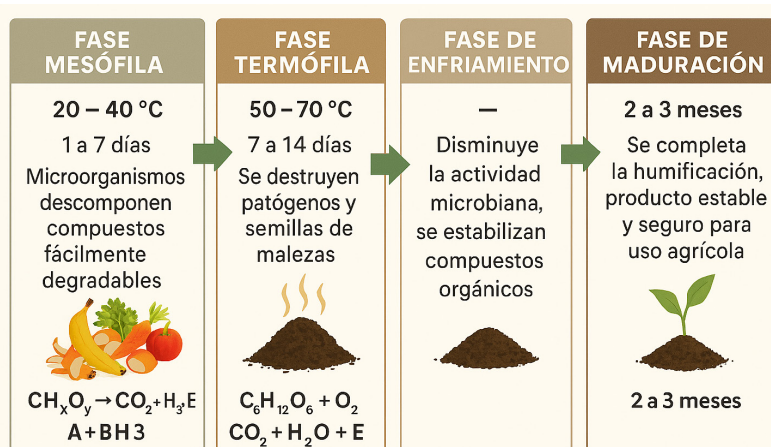 FASE
MESÓFILA
20 – 40 °C
1 a 7 días
Microorganismos
descomponen
compuestos
fácilmente
degradables
CHₓOᵧ → CO₂+H₃,E
A+BH3
FASE
TERMÓFILA
50 – 70 °C
7 a 14 días
Se destruyen
patógenos y
semillas de
malezas
C₆H₁₂O₆ + O₂
CO₂ + H₂O + E
FASE DE
ENFRIAMIENTO
—
Disminuye
la actividad
microbiana,
se estabilizan
compuestos
orgánicos
FASE DE
MADURACIÓN
2 a 3 meses
Se completa
la humificación,
producto estable
y seguro para
uso agrícola
2 a 3 meses